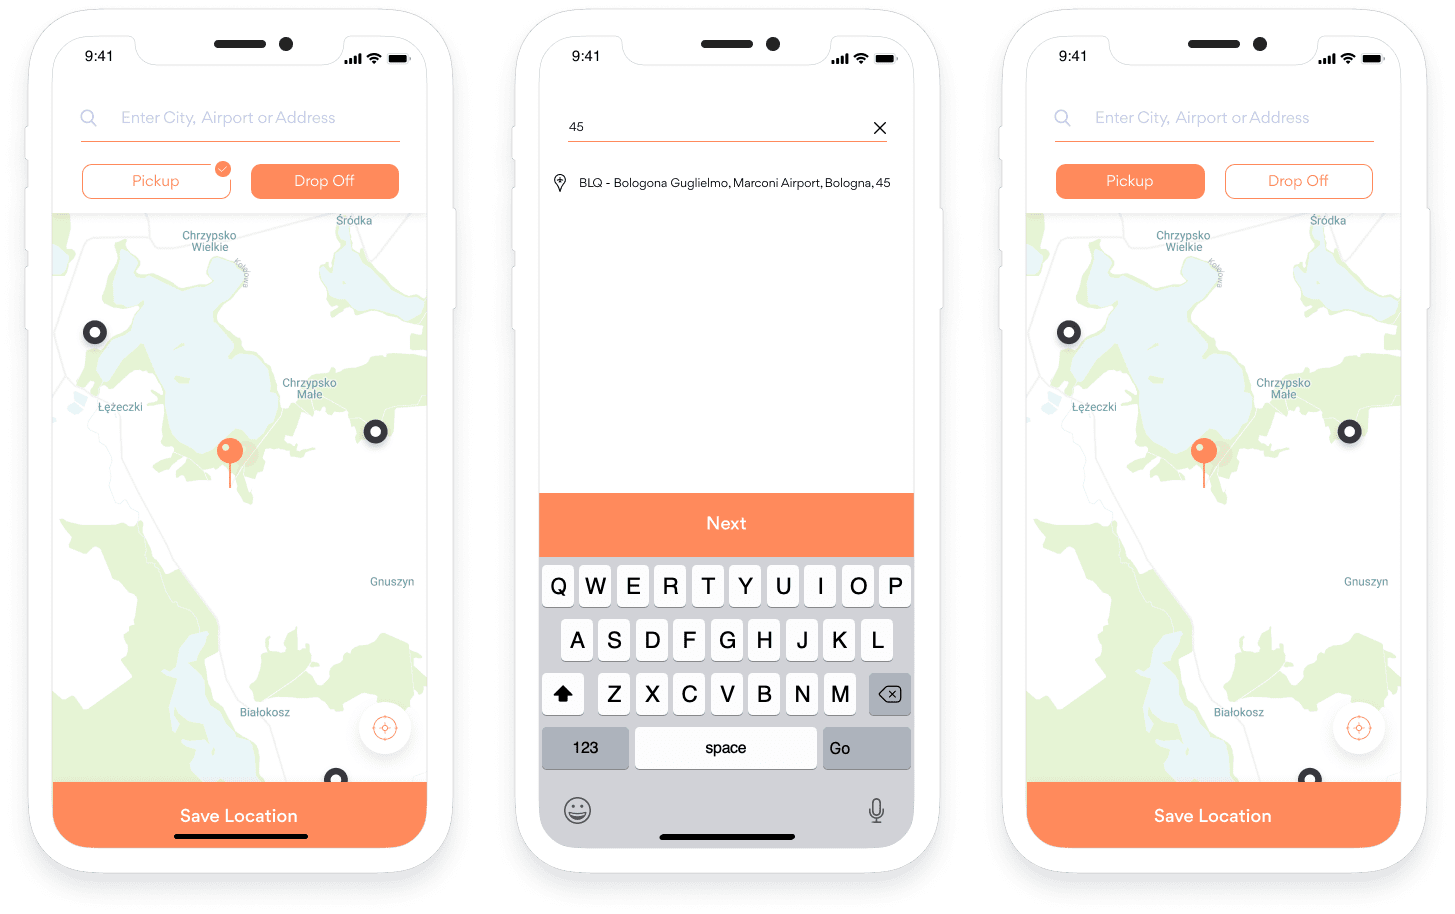 9:41
Enter City, Airport or Address
Pickup
Drop Off
Śródka
Chrzypsko
Wielkie
Kolejowa
Chrzypsko
Małe
Łężeczki
Gnuszyn
Białokosz
Save Location
9:41
45
BLQ - Bologona Guglielmo, Marconi Airport, Bologna, 45
Next
Q W E R T Y U I O P
A S D F G H J K L
Z X C V B N M
123 space Go
9:41
Enter City, Airport or Address
Pickup
Drop Off
Śródka
Chrzypsko
Wielkie
Chrzypsko
Małe
Łężeczki
Gnuszyn
Białokosz
Save Location